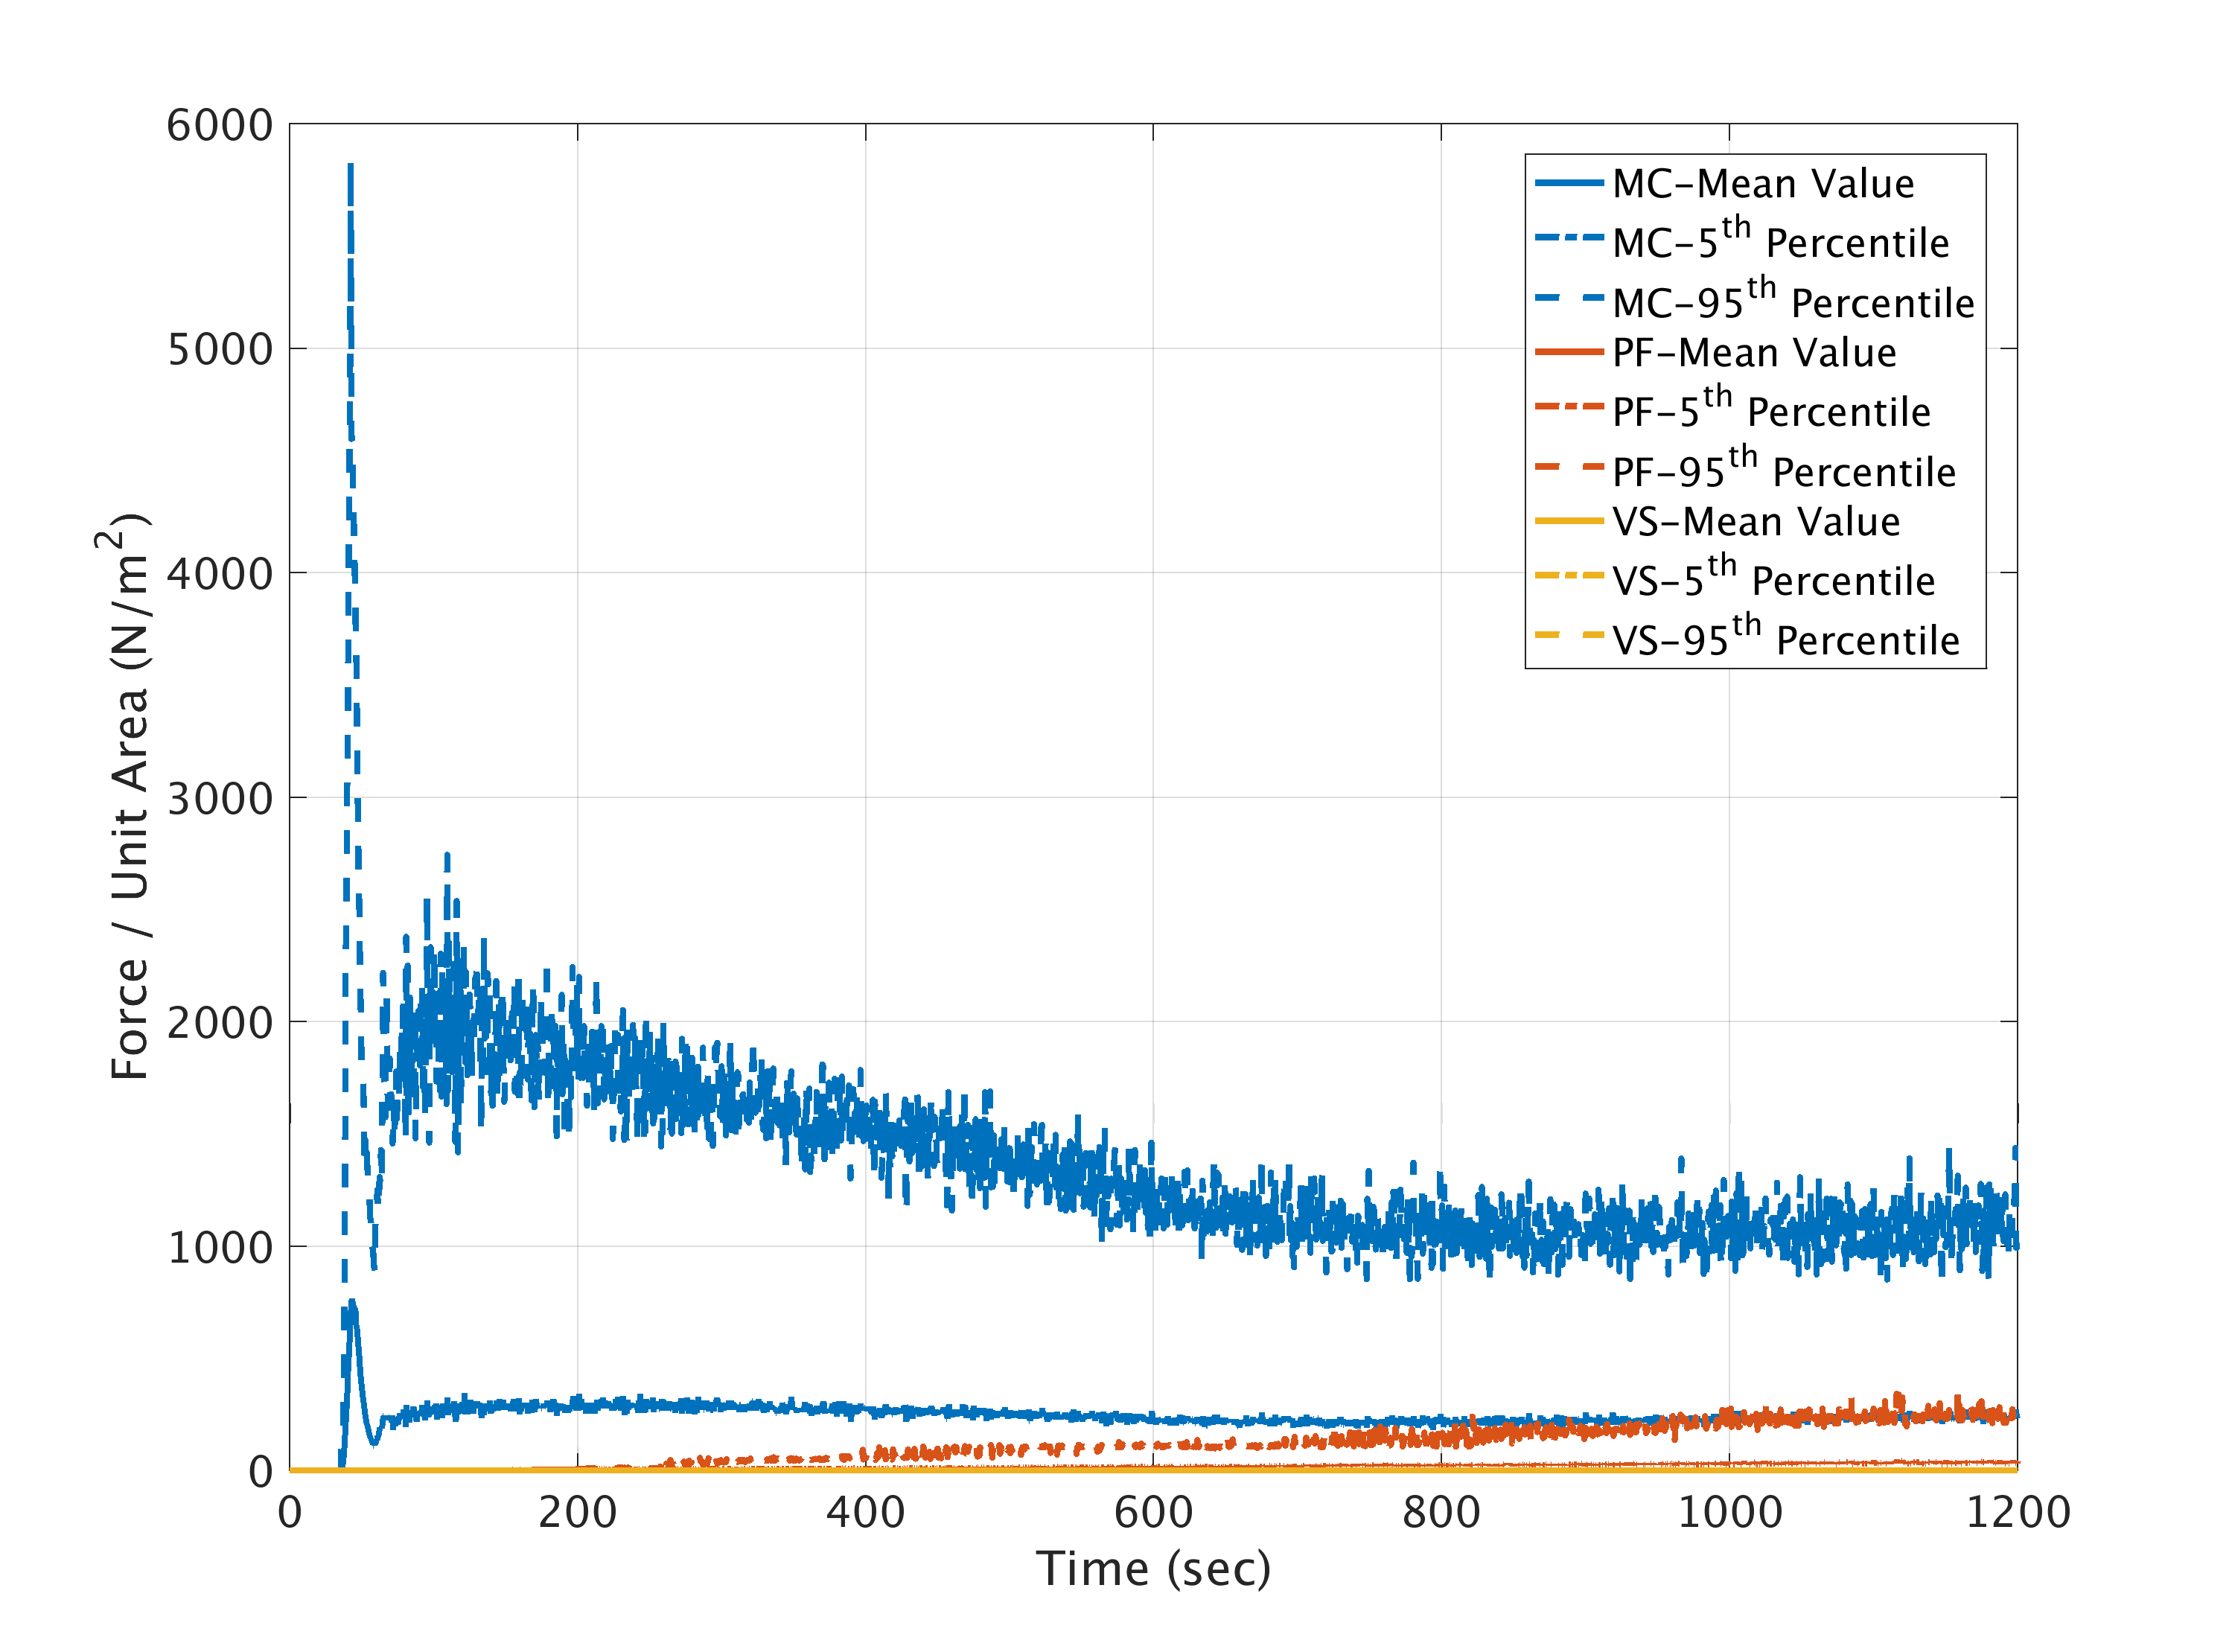 6000
5000
4000
3000
2000
1000
0
Force / Unit Area (N/m²)
MC–Mean Value
MC–5th Percentile
MC–95th Percentile
PF–Mean Value
PF–5th Percentile
PF–95th Percentile
VS–Mean Value
VS–5th Percentile
VS–95th Percentile
0 200 400 600 800 1000 1200
Time (sec)